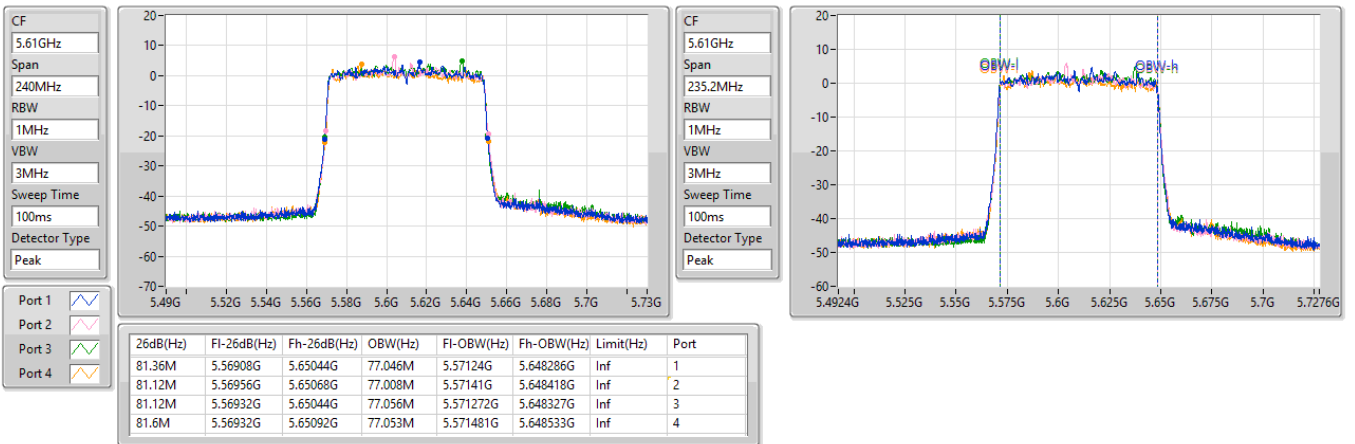 CF
5.61GHz
Span
240MHz
RBW
1MHz
VBW
3MHz
Sweep Time
100ms
Detector Type
Peak
20-
10-
0-
-10-
-20-
-30-
-40-
-50-
-60-
-70-
5.49G 5.52G 5.54G 5.56G 5.58G 5.6G 5.62G 5.64G 5.66G 5.68G 5.7G 5.73G
CF
5.61GHz
Span
235.2MHz
RBW
1MHz
VBW
3MHz
Sweep Time
100ms
Detector Type
Peak
20-
10-
0-
-10-
-20-
-30-
-40-
-50-
-60-
OBW-l OBW-h
5.4924G 5.525G 5.55G 5.575G 5.6G 5.625G 5.65G 5.675G 5.7G 5.7276G
Port 1
Port 2
Port 3
Port 4
26dB(Hz) Fl-26dB(Hz) Fh-26dB(Hz) OBW(Hz) Fl-OBW(Hz) Fh-OBW(Hz) Limit(Hz) Port
81.36M 5.56908G 5.65044G 77.046M 5.57124G 5.648286G Inf 1
81.12M 5.56956G 5.65068G 77.008M 5.57141G 5.648418G Inf 2
81.12M 5.56932G 5.65044G 77.056M 5.571272G 5.648327G Inf 3
81.6M 5.56932G 5.65092G 77.053M 5.571481G 5.648533G Inf 4